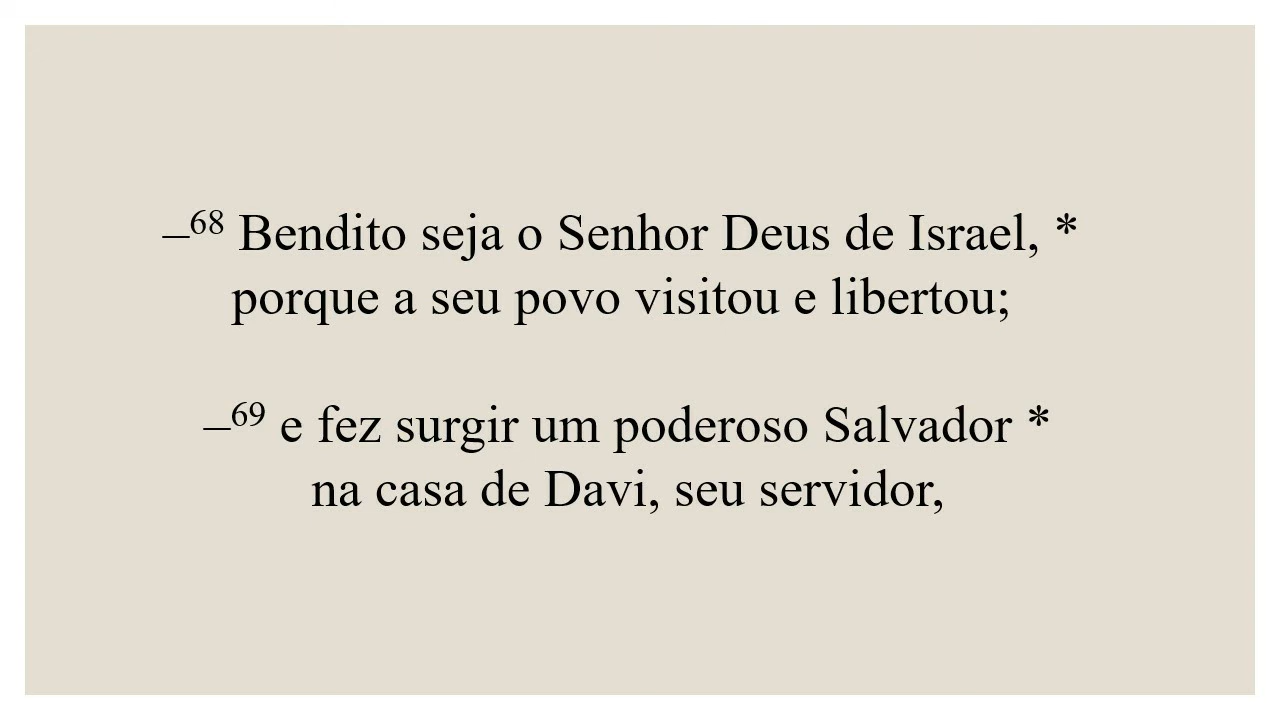 –⁶⁸ Bendito seja o Senhor Deus de Israel, *
porque a seu povo visitou e libertou;
–⁶⁹ e fez surgir um poderoso Salvador *
na casa de Davi, seu servidor,